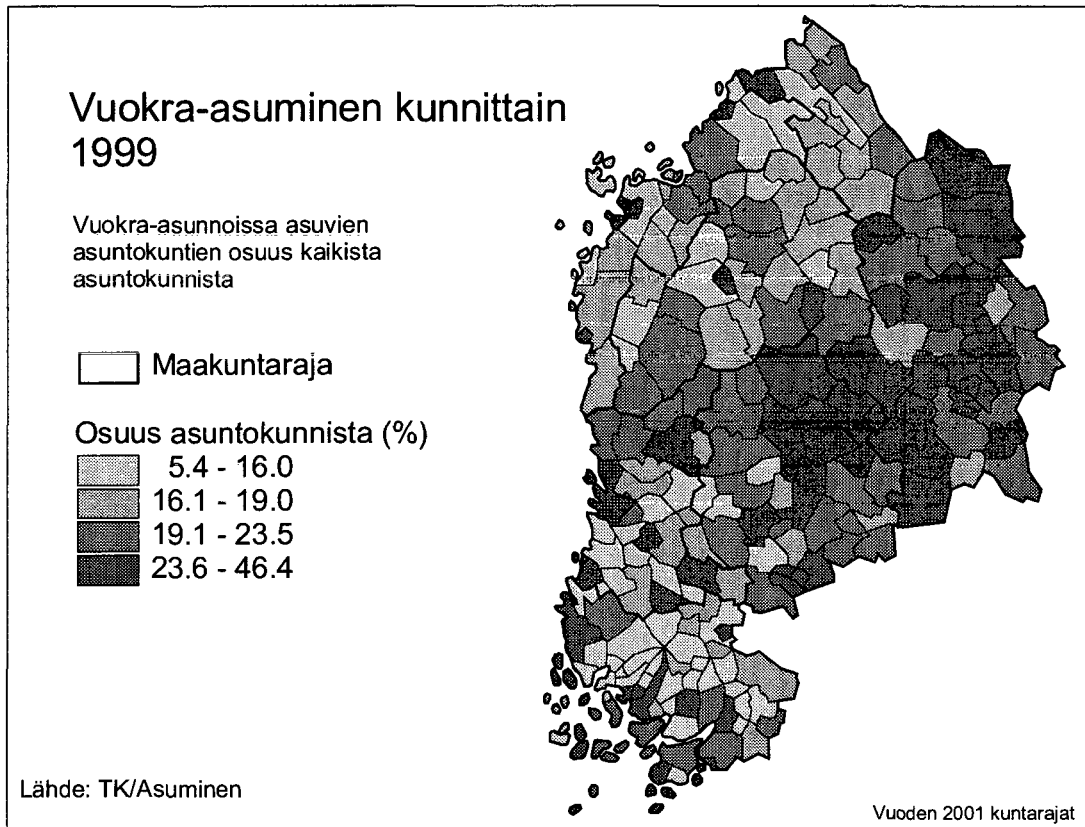 Vuokra-asuminen kunnittain
1999
Vuokra-asunnoissa asuvien
asuntokuntien osuus kaikista
asuntokunnista
Maakuntaraja
Osuus asuntokunnista (%)
5.4 - 16.0
16.1 - 19.0
19.1 - 23.5
23.6 - 46.4
Lähde: TK/Asuminen
Vuoden 2001 kuntarajat